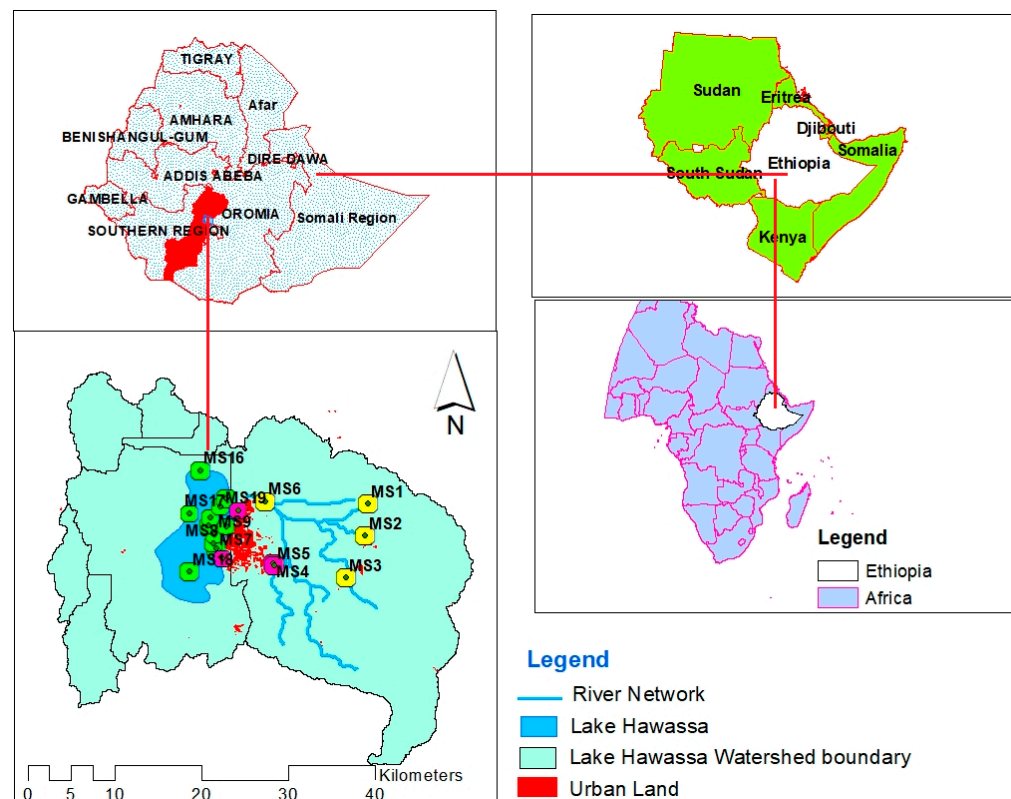 TIGRAY
Afar
AMHARA
BENISHANGUL-GUM
DIRE DAWA
ADDIS ABEBA
GAMBELLA
OROMIA
Somali Region
SOUTHERN REGION
Sudan
Eritrea
Djibouti
Somalia
Ethiopia
South Sudan
Kenya
N
MS16
MS6
MS1
MS17
MS19
MS9
MS2
MS8
MS7
MS5
MS18
MS4
MS3
Kilometers
0 5 10 20 30 40
Legend
Ethiopia
Africa
Legend
River Network
Lake Hawassa
Lake Hawassa Watershed boundary
Urban Land